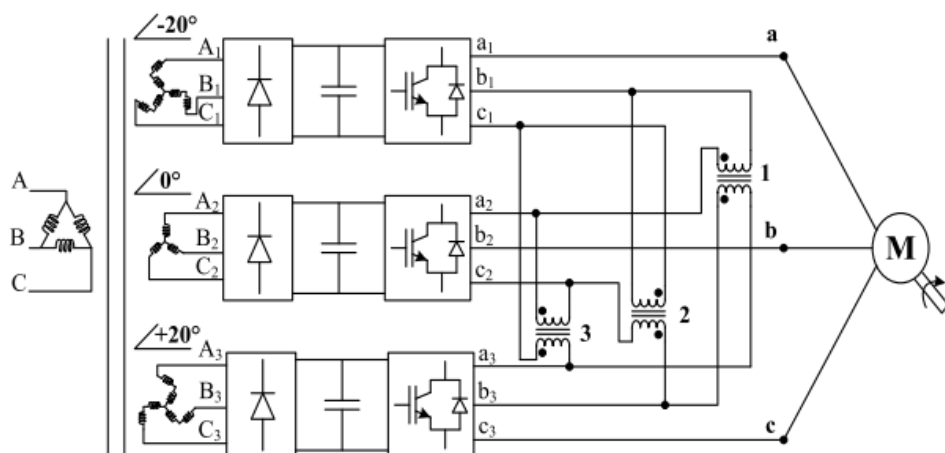 ∠-20°
A₁
B₁
C₁
a₁
b₁
c₁
a
1
∠0°
A
B
C
A₂
B₂
C₂
a₂
b₂
c₂
b
M
2
3
∠+20°
A₃
B₃
C₃
a₃
b₃
c₃
c